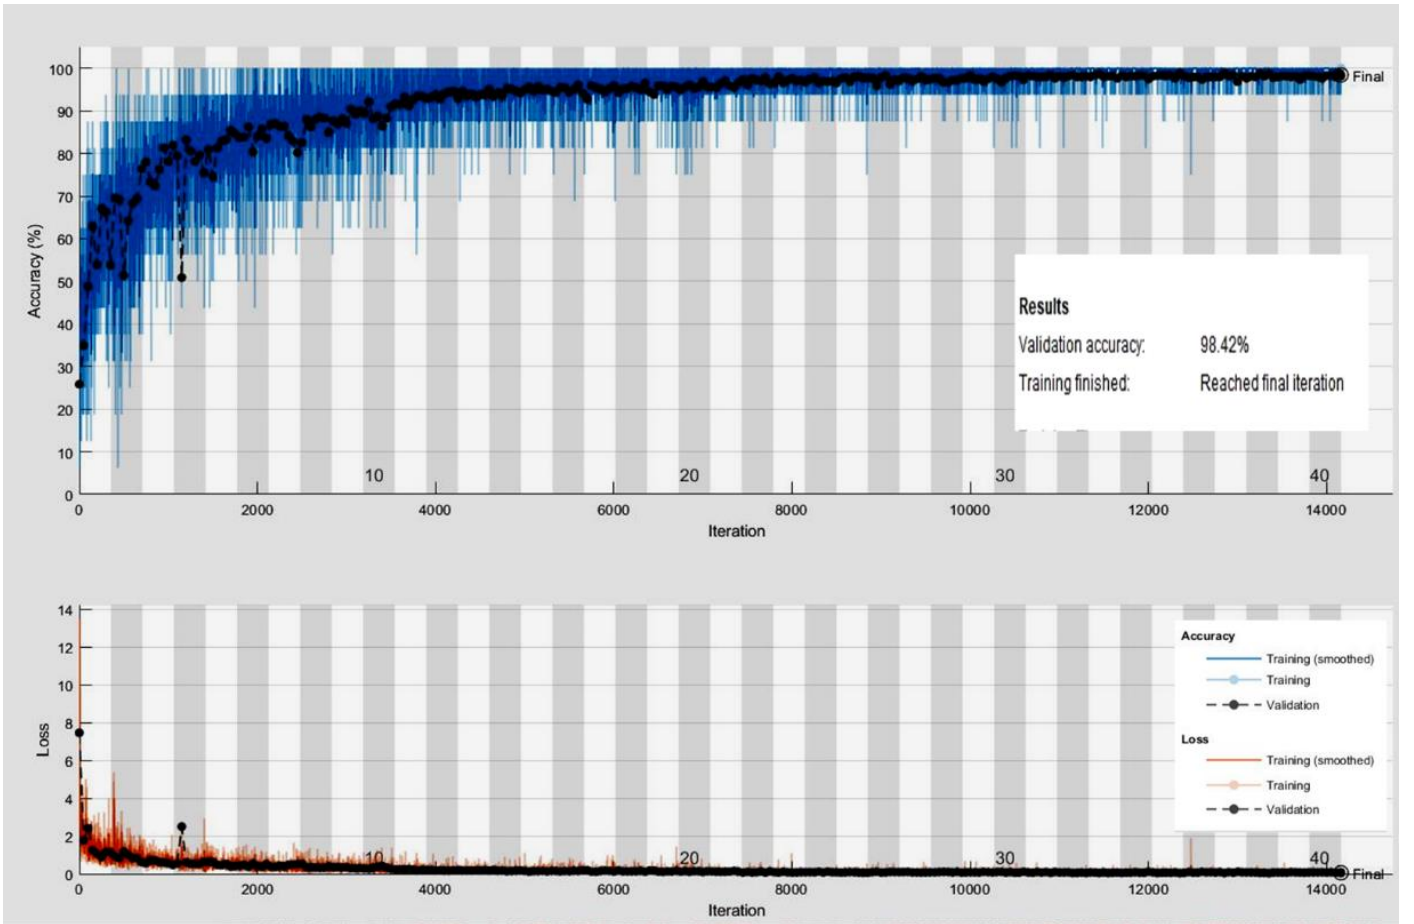 100
90
80
70
60
50
40
30
20
10
0
Accuracy (%)
Final
Results
Validation accuracy: 98.42%
Training finished: Reached final iteration
10 20 30 40
0 2000 4000 6000 8000 10000 12000 14000
Iteration
14
12
10
8
6
4
2
0
Loss
Accuracy
Training (smoothed)
Training
Validation
Loss
Training (smoothed)
Training
Validation
10 20 30 40
Final
0 2000 4000 6000 8000 10000 12000 14000
Iteration